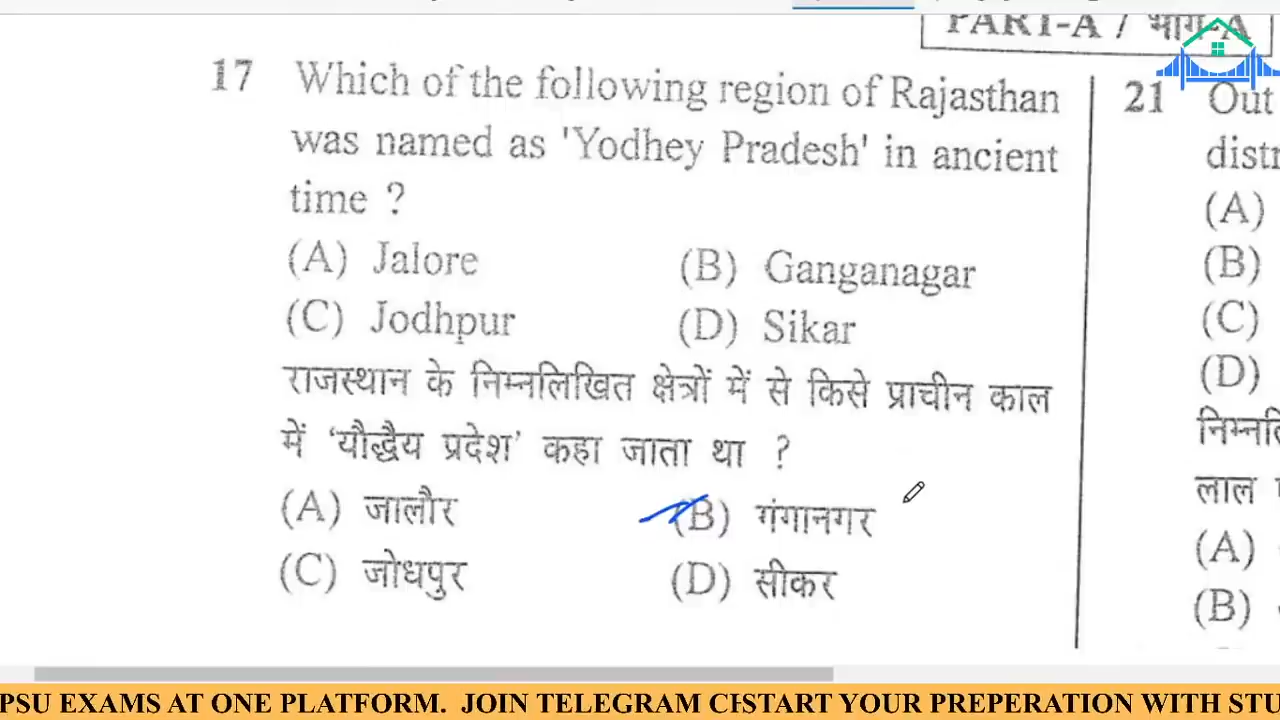 PART-A / भाग-A
17 Which of the following region of Rajasthan
was named as 'Yodhey Pradesh' in ancient
time ?
(A) Jalore (B) Ganganagar
(C) Jodhpur (D) Sikar
राजस्थान के निम्नलिखित क्षेत्रों में से किसे प्राचीन काल
में ‘यौद्धैय प्रदेश’ कहा जाता था ?
(A) जालौर (B) गंगानगर
(C) जोधपुर (D) सीकर
21 Out
distr
(A)
(B)
(C)
(D)
लाल
(A)
(B)
PSU EXAMS AT ONE PLATFORM. JOIN TELEGRAM CHSTART YOUR PREPERATION WITH STU